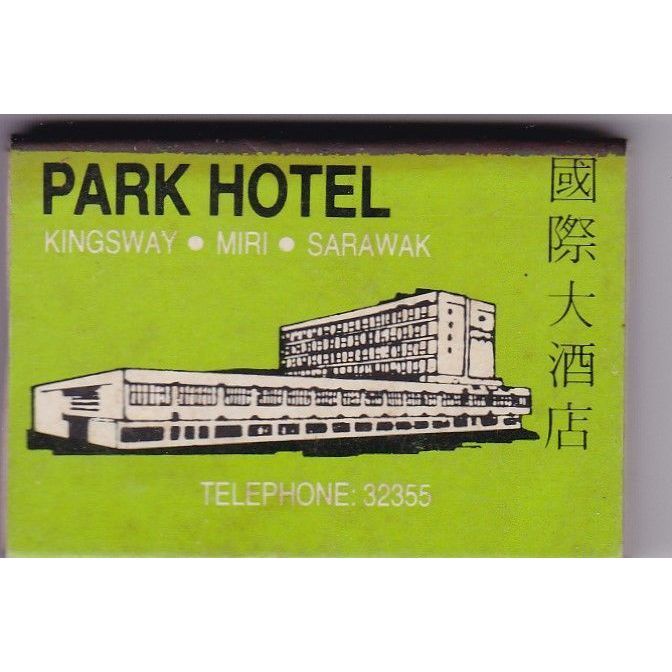 PARK HOTEL
KINGSWAY ● MIRI ● SARAWAK
國際大酒店
TELEPHONE: 32355